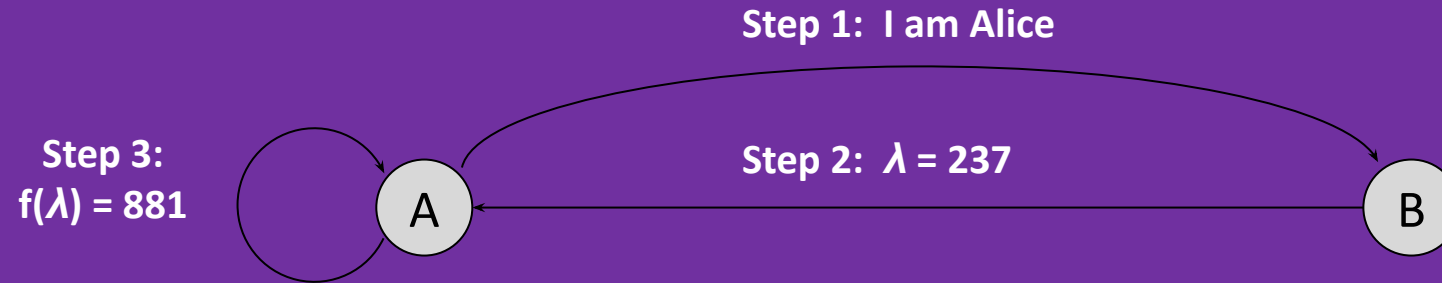 Step 1: I am Alice
Step 3:
f(λ) = 881
Step 2: λ = 237
A
B